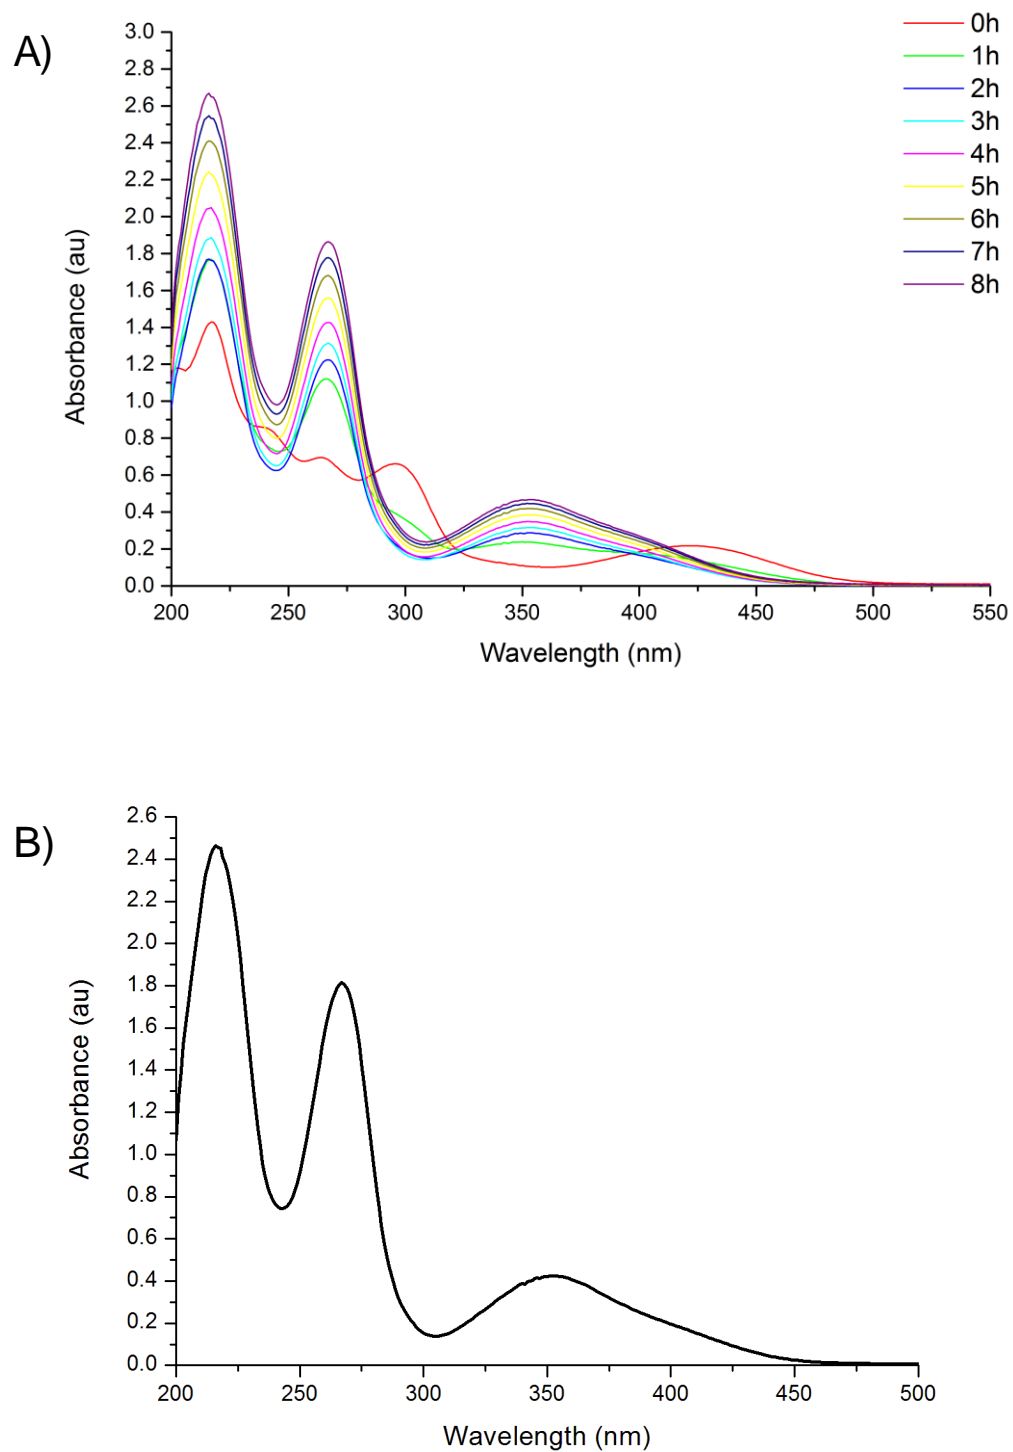 A)
3.0
2.8
2.6
2.4
2.2
2.0
1.8
1.6
1.4
1.2
1.0
0.8
0.6
0.4
0.2
0.0
Absorbance (au)
200 250 300 350 400 450 500 550
Wavelength (nm)
0h
1h
2h
3h
4h
5h
6h
7h
8h
B)
2.6
2.4
2.2
2.0
1.8
1.6
1.4
1.2
1.0
0.8
0.6
0.4
0.2
0.0
Absorbance (au)
200 250 300 350 400 450 500
Wavelength (nm)